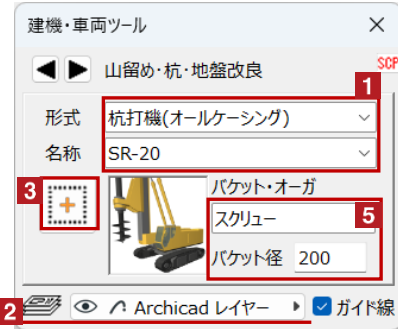 建機・車両ツール
山留め・杭・地盤改良
SCP
1
形式 杭打機(オールケーシング)
名称 SR-20
3
バケット・オーガ
スクリュー
5
バケット径 200
2
Archicad レイヤー
ガイド線